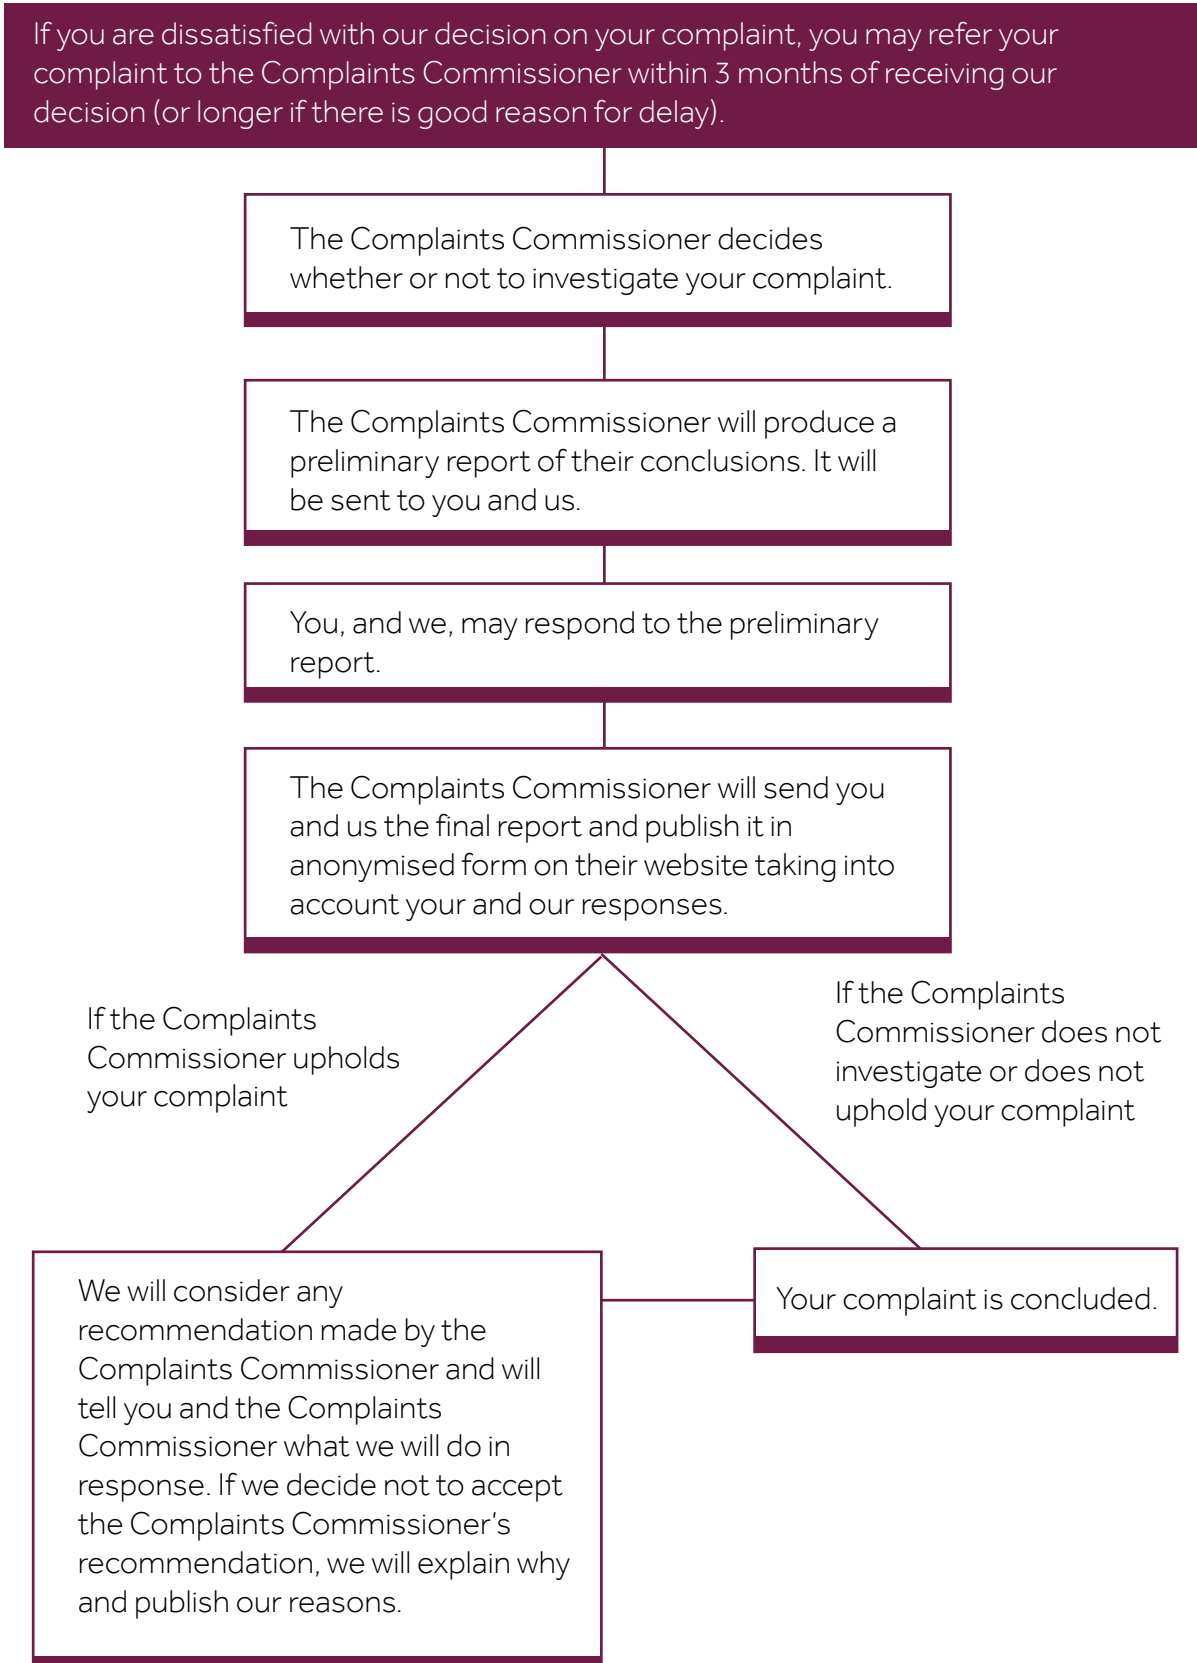 If you are dissatisfied with our decision on your complaint, you may refer your
complaint to the Complaints Commissioner within 3 months of receiving our
decision (or longer if there is good reason for delay).
The Complaints Commissioner decides
whether or not to investigate your complaint.
The Complaints Commissioner will produce a
preliminary report of their conclusions. It will
be sent to you and us.
You, and we, may respond to the preliminary
report.
The Complaints Commissioner will send you
and us the final report and publish it in
anonymised form on their website taking into
account your and our responses.
If the Complaints
Commissioner upholds
your complaint
If the Complaints
Commissioner does not
investigate or does not
uphold your complaint
We will consider any
recommendation made by the
Complaints Commissioner and will
tell you and the Complaints
Commissioner what we will do in
response. If we decide not to accept
the Complaints Commissioner's
recommendation, we will explain why
and publish our reasons.
Your complaint is concluded.